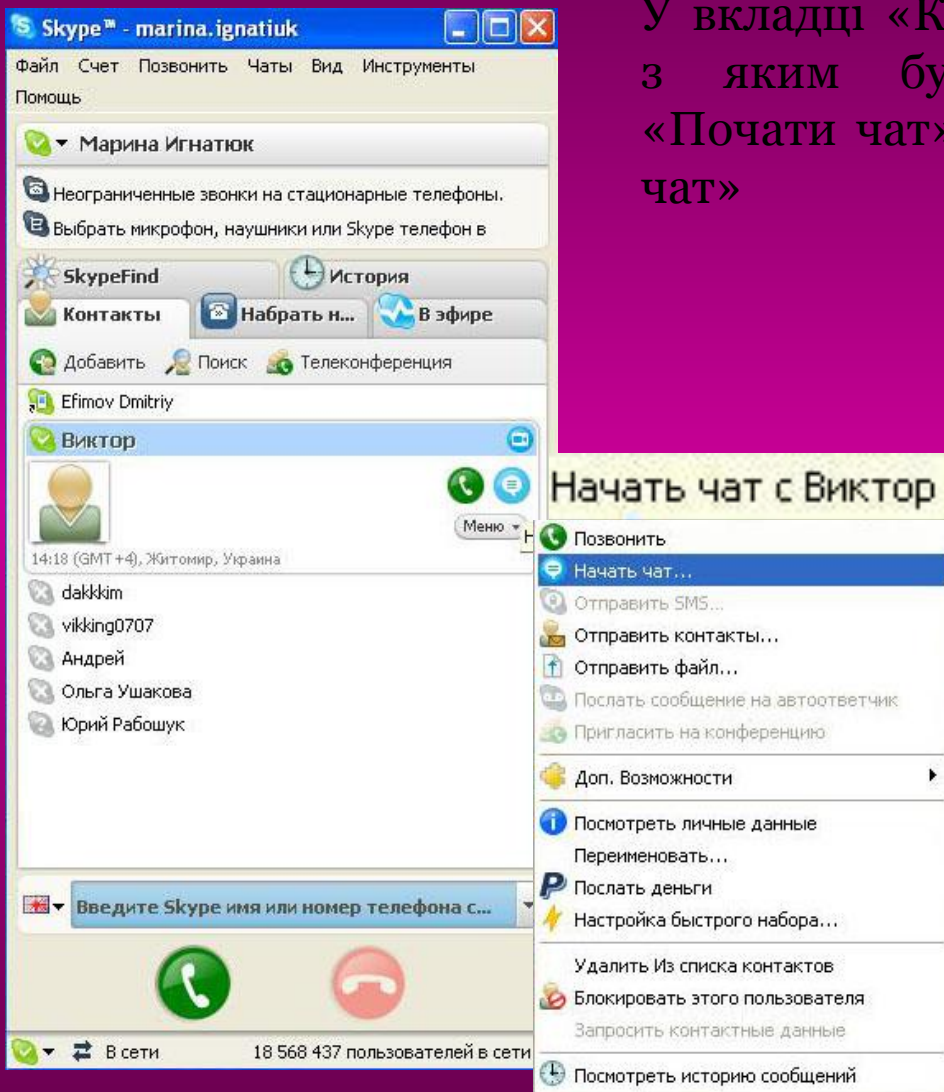 Skype™ - marina.ignatiuk
Файл Счет Позвонить Чаты Вид Инструменты
Помощь
Марина Игнатюк
Неограниченные звонки на стационарные телефоны.
Выбрать микрофон, наушники или Skype телефон в
SkypeFind История
Контакты Набрать н... В эфире
Добавить Поиск Телеконференция
Efimov Dmitriy
Виктор
Меню
14:18 (GMT+4), Житомир, Украина
dakkkim
vikking0707
Андрей
Ольга Ушакова
Юрий Рабошук
Введите Skype имя или номер телефона с...
В сети 18 568 437 пользователей в сети
У вкладці «К
з яким бу
«Почати чат»
чат»
Начать чат с Виктор
Позвонить
Начать чат...
Отправить SMS...
Отправить контакты...
Отправить файл...
Послать сообщение на автоответчик
Пригласить на конференцию
Доп. Возможности
Посмотреть личные данные
Переименовать...
Послать деньги
Настройка быстрого набора...
Удалить Из списка контактов
Блокировать этого пользователя
Запросить контактные данные
Посмотреть историю сообщений